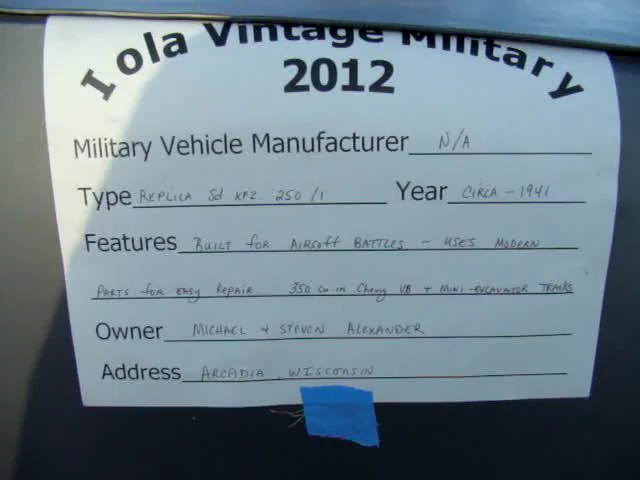 Iola Vintage Military
2012
Military Vehicle Manufacturer N/A
Type REPLICA Sd KFZ. 250/1 Year CIRCA - 1941
Features BUILT for AIRSOFT BATTLES - USES MODERN
PARTS for EASY REPAIR 350 CU IN Chevy V8 + MINI-EXCAVATOR TRACKS
Owner MICHAEL + STEVEN ALEXANDER
Address ARCADIA, WISCONSIN